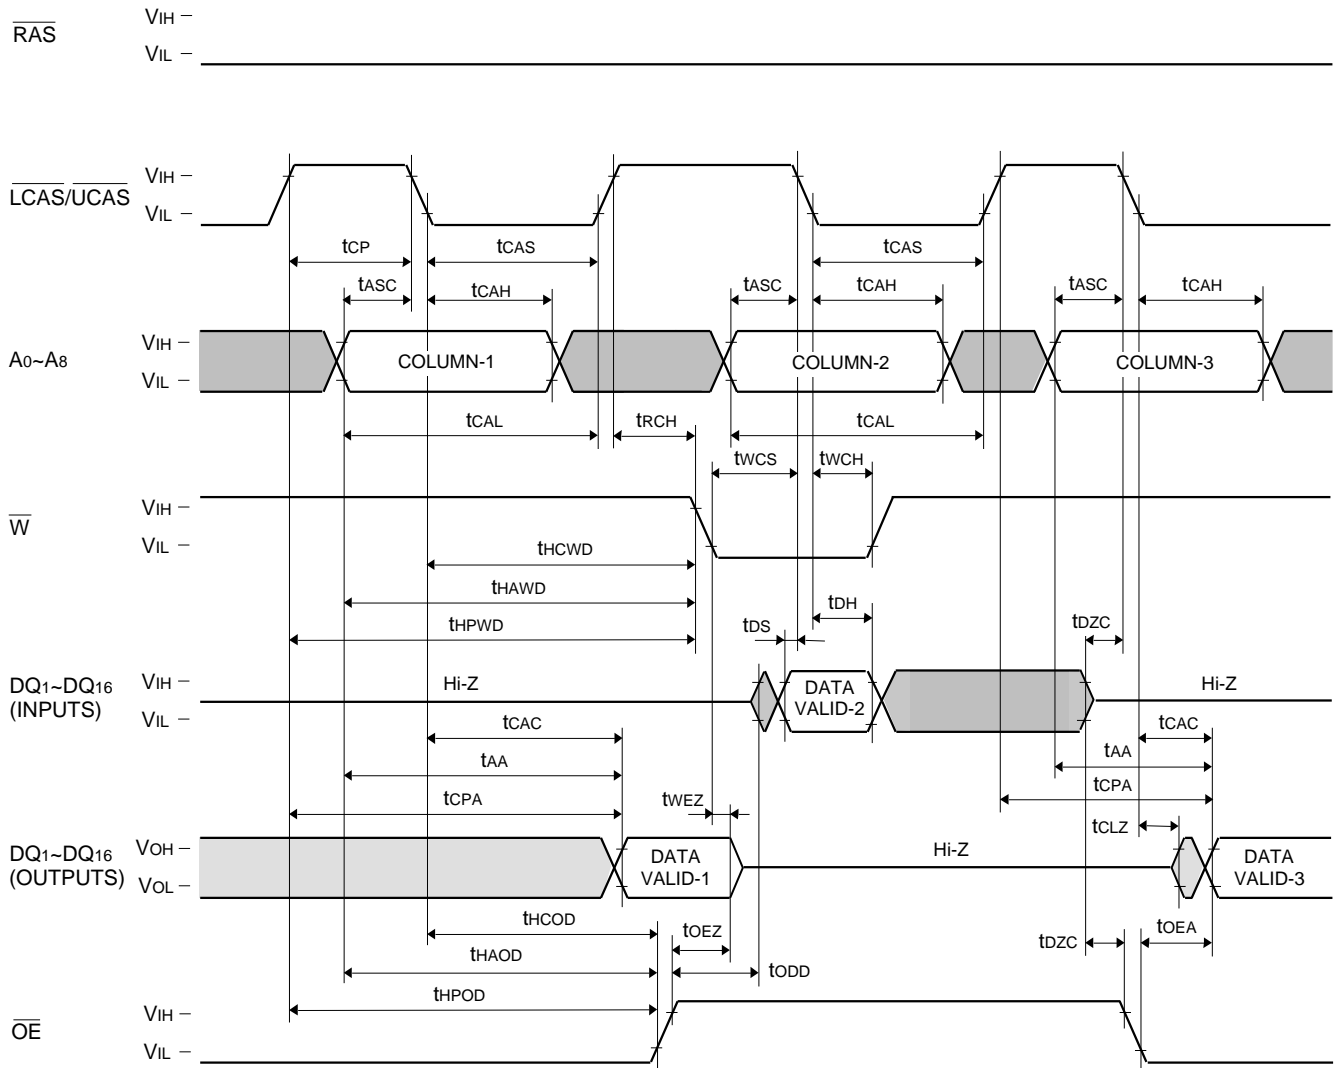 RAS
VIH
VIL
LCAS/UCAS
VIH
VIL
tCP
tCAS
tCAS
tASC
tCAH
tASC
tCAH
tASC
tCAH
A0~A8
VIH
VIL
COLUMN-1
COLUMN-2
COLUMN-3
tCAL
tRCH
tCAL
tWCS
tWCH
W
VIH
VIL
tHCWD
tHAWD
tHPWD
tDS
tDH
tDZC
DQ1~DQ16
(INPUTS)
VIH
VIL
Hi-Z
DATA
VALID-2
Hi-Z
tCAC
tCAC
tAA
tAA
tCPA
tWEZ
tCPA
tCLZ
DQ1~DQ16
(OUTPUTS)
VOH
VOL
DATA
VALID-1
Hi-Z
DATA
VALID-3
tHCOD
tOEZ
tDZC
tOEA
tHAOD
tODD
tHPOD
OE
VIH
VIL